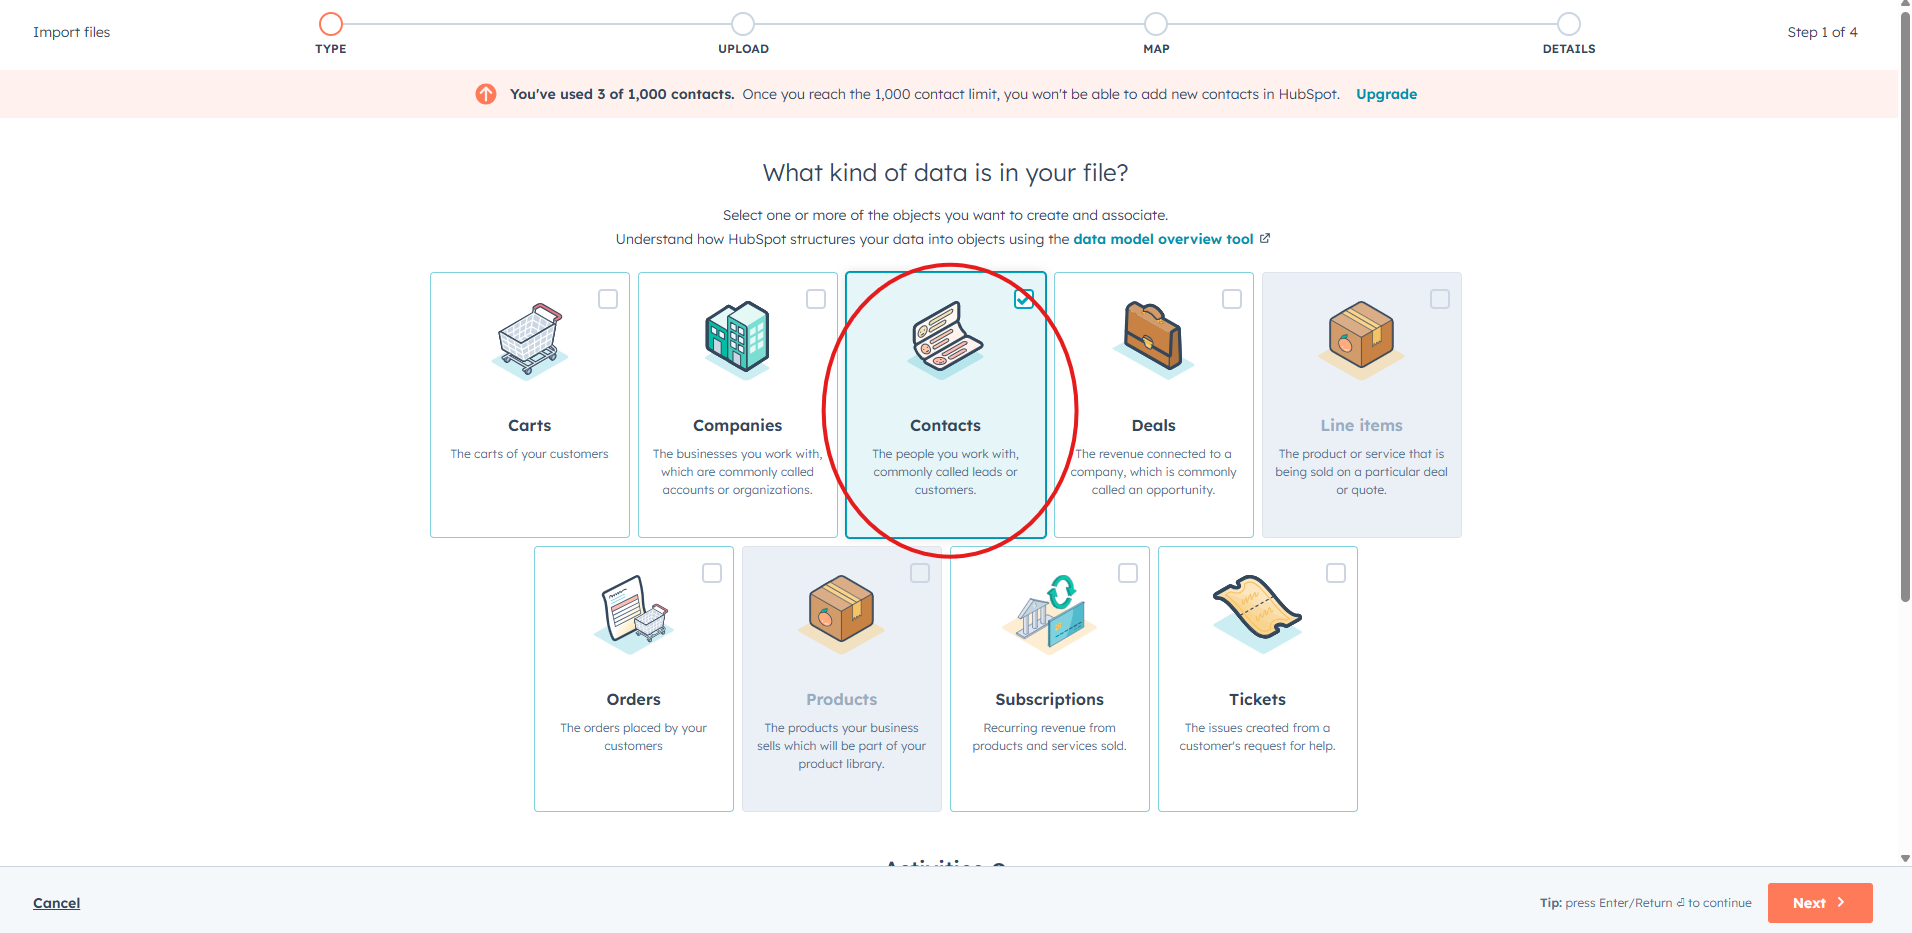 Import files
TYPE
UPLOAD
MAP
DETAILS
Step 1 of 4
You've used 3 of 1,000 contacts. Once you reach the 1,000 contact limit, you won't be able to add new contacts in HubSpot. Upgrade
What kind of data is in your file?
Select one or more of the objects you want to create and associate.
Understand how HubSpot structures your data into objects using the data model overview tool
Carts
The carts of your customers
Companies
The businesses you work with,
which are commonly called
accounts or organizations.
Contacts
The people you work with,
commonly called leads or
customers.
Deals
The revenue connected to a
company, which is commonly
called an opportunity.
Line items
The product or service that is
being sold on a particular deal
or quote.
Orders
The orders placed by your
customers
Products
The products your business
sells which will be part of your
product library.
Subscriptions
Recurring revenue from
products and services sold.
Tickets
The issues created from a
customer's request for help.
Activities
Cancel
Tip: press Enter/Return ⏎ to continue
Next